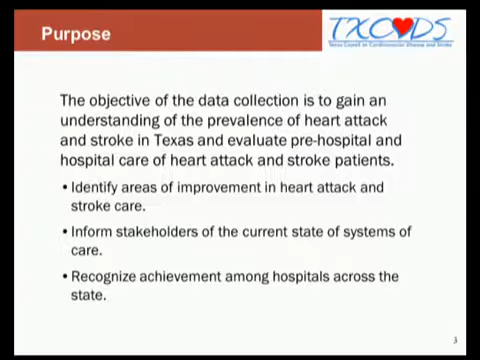 Purpose
TXC DS
Texas Council on Cardiovascular Disease and Stroke
The objective of the data collection is to gain an
understanding of the prevalence of heart attack
and stroke in Texas and evaluate pre-hospital and
hospital care of heart attack and stroke patients.
• Identify areas of improvement in heart attack and
stroke care.
• Inform stakeholders of the current state of systems of
care.
• Recognize achievement among hospitals across the
state.
3